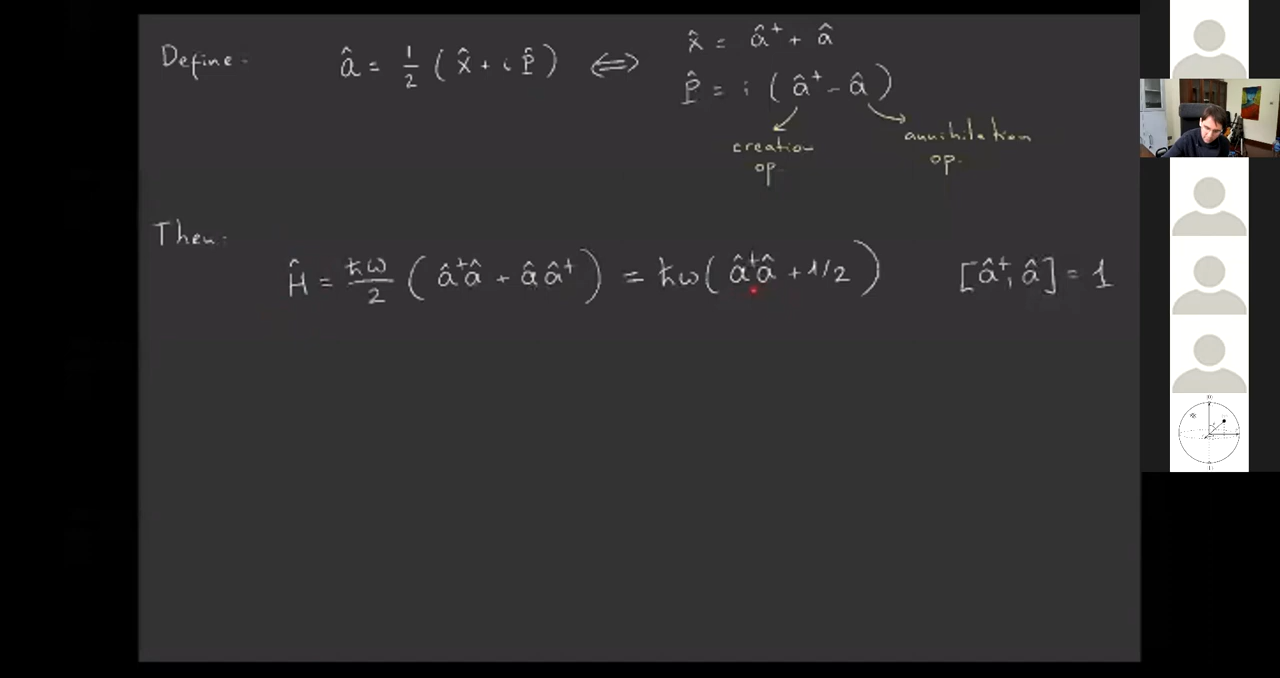 Define: â = 1/2 ( x̂ + i p̂ ) ⇔ x̂ = â⁺ + â
p̂ = i ( â⁺ - â )
creation op. annihilation op.
Then:
Ĥ = ħω/2 ( â⁺â + ââ⁺ ) = ħω ( â⁺â + 1/2 ) [â⁺, â] = 1